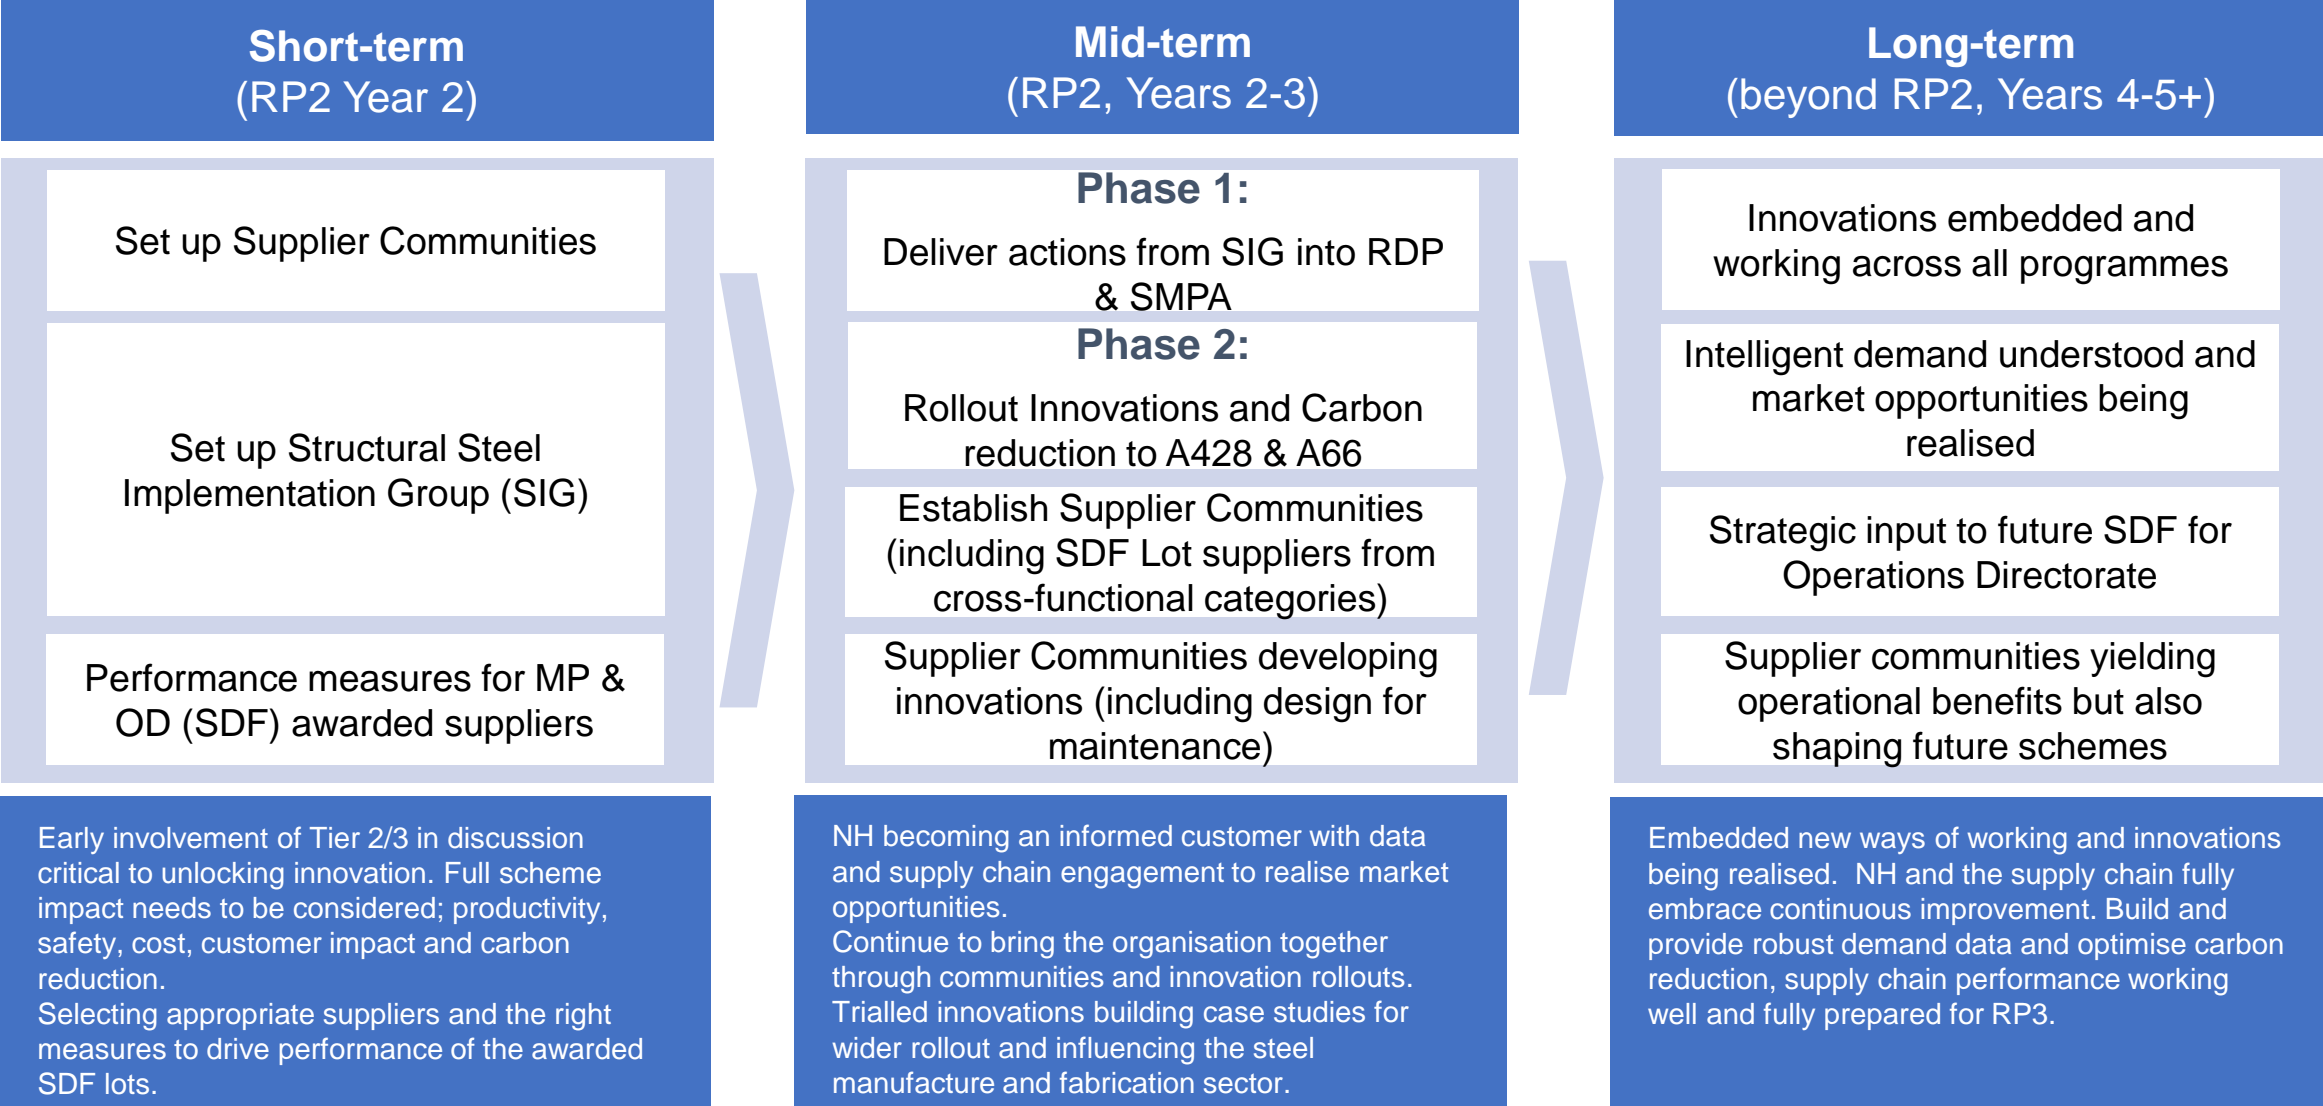 Short-term
(RP2 Year 2)
Set up Supplier Communities
Set up Structural Steel
Implementation Group (SIG)
Performance measures for MP &
OD (SDF) awarded suppliers
Early involvement of Tier 2/3 in discussion
critical to unlocking innovation. Full scheme
impact needs to be considered; productivity,
safety, cost, customer impact and carbon
reduction.
Selecting appropriate suppliers and the right
measures to drive performance of the awarded
SDF lots.
Mid-term
(RP2, Years 2-3)
Phase 1:
Deliver actions from SIG into RDP
& SMPA
Phase 2:
Rollout Innovations and Carbon
reduction to A428 & A66
Establish Supplier Communities
(including SDF Lot suppliers from
cross-functional categories)
Supplier Communities developing
innovations (including design for
maintenance)
NH becoming an informed customer with data
and supply chain engagement to realise market
opportunities.
Continue to bring the organisation together
through communities and innovation rollouts.
Trialled innovations building case studies for
wider rollout and influencing the steel
manufacture and fabrication sector.
Long-term
(beyond RP2, Years 4-5+)
Innovations embedded and
working across all programmes
Intelligent demand understood and
market opportunities being
realised
Strategic input to future SDF for
Operations Directorate
Supplier communities yielding
operational benefits but also
shaping future schemes
Embedded new ways of working and innovations
being realised.  NH and the supply chain fully
embrace continuous improvement. Build and
provide robust demand data and optimise carbon
reduction, supply chain performance working
well and fully prepared for RP3.